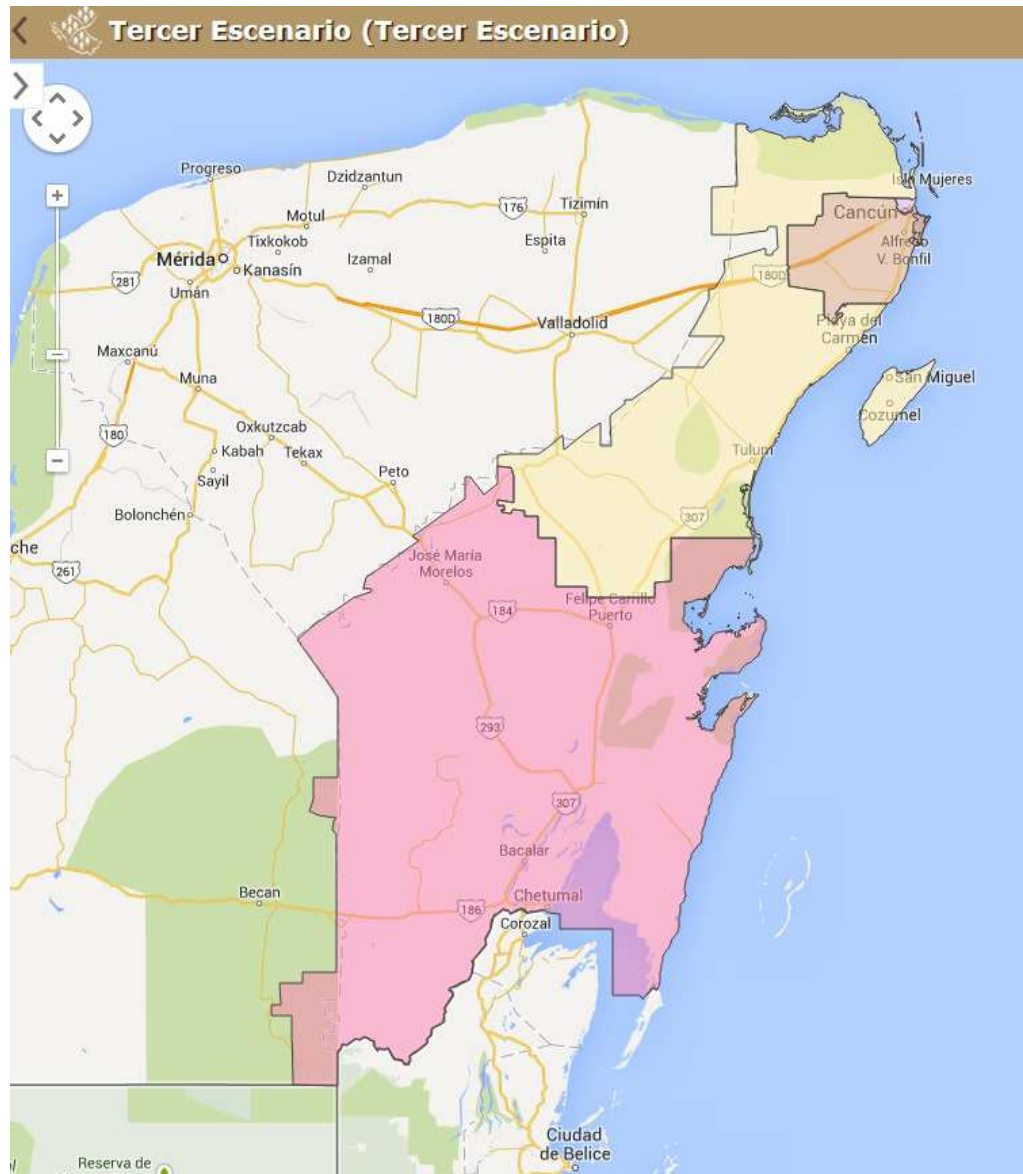 Tercer Escenario (Tercer Escenario)
Progreso
Dzidzantun
Isla Mujeres
Motul
176
Tizimín
Cancún
Tixkokob
Espita
Alfredo
V. Bonfil
Mérida
Izamal
Kanasín
281
180D
Umán
180D
Valladolid
Playa del
Carmen
Maxcanú
Muna
San Miguel
Cozumel
Oxkutzcab
180
Kabah
Tekax
Tulum
Peto
Sayil
Bolonchén
307
che
José María
Morelos
261
Felipe Carrillo
Puerto
184
293
307
Bacalar
Becan
Chetumal
186
Corozal
Ciudad
de Belice
Reserva de